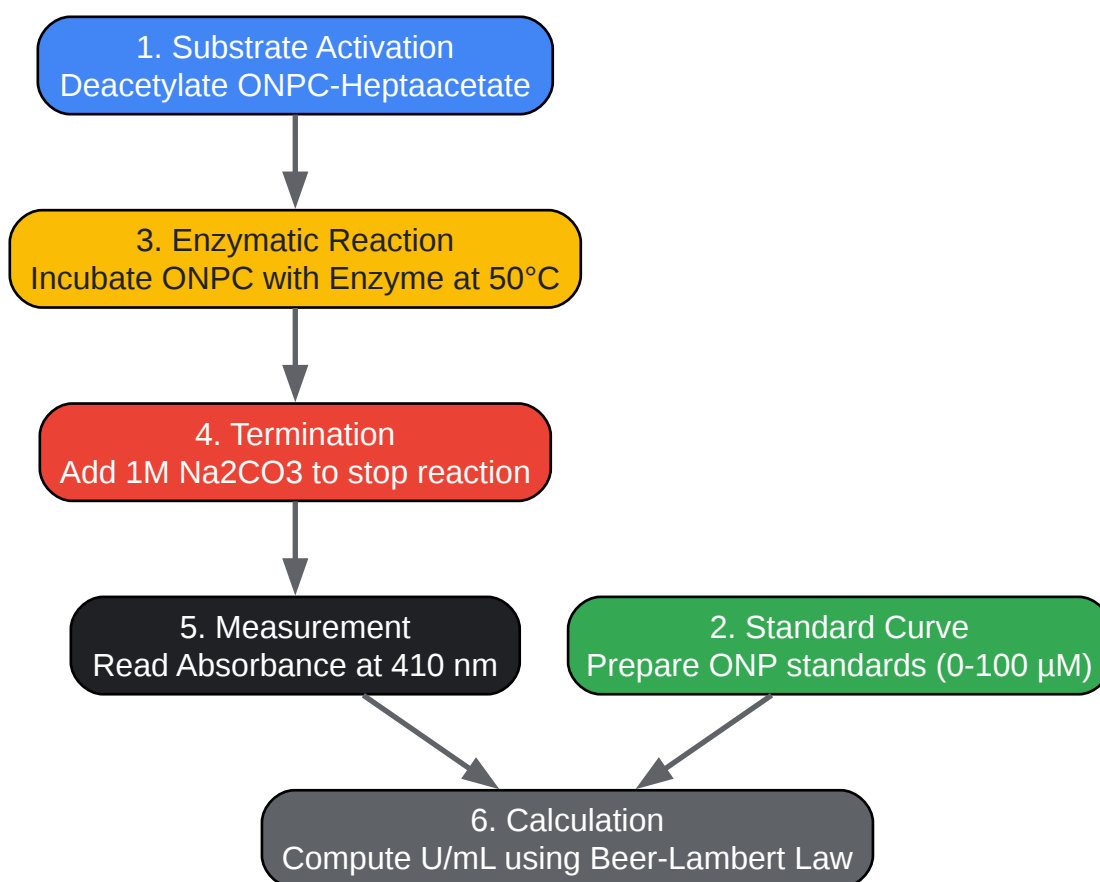 1. Substrate Activation
Deacetylate ONPC-Heptaacetate
3. Enzymatic Reaction
Incubate ONPC with Enzyme at 50°C
4. Termination
Add 1M Na2CO3 to stop reaction
5. Measurement
Read Absorbance at 410 nm
2. Standard Curve
Prepare ONP standards (0-100 µM)
6. Calculation
Compute U/mL using Beer-Lambert Law